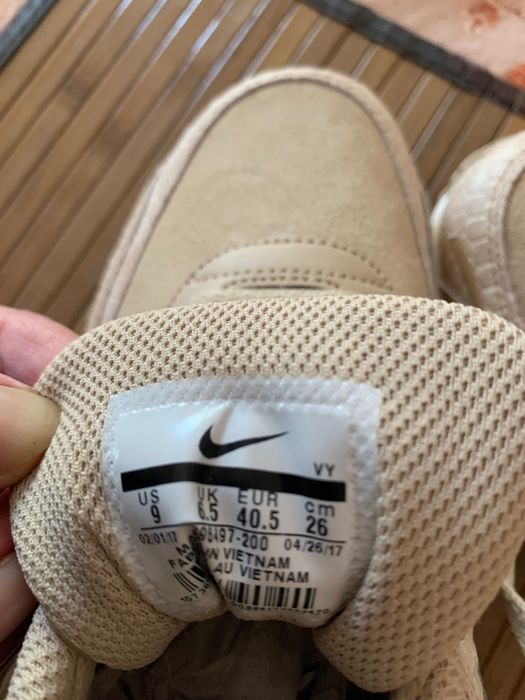 VY
US UK EUR cm
9 6.5 40.5 26
02/01/17 04/26/17
VIETNAM
AU VIETNAM